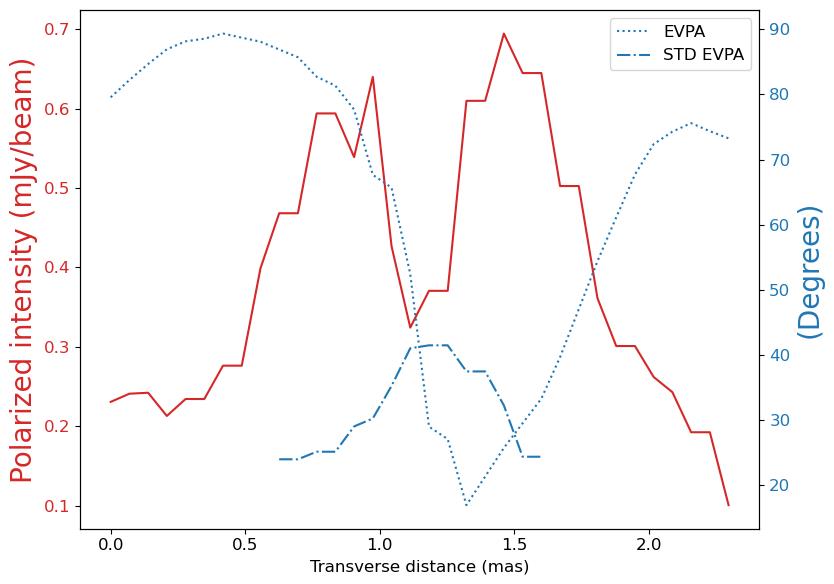 EVPA
STD EVPA
Polarized intensity (mJy/beam)
0.7
0.6
0.5
0.4
0.3
0.2
0.1
(Degrees)
90
80
70
60
50
40
30
20
0.0 0.5 1.0 1.5 2.0
Transverse distance (mas)